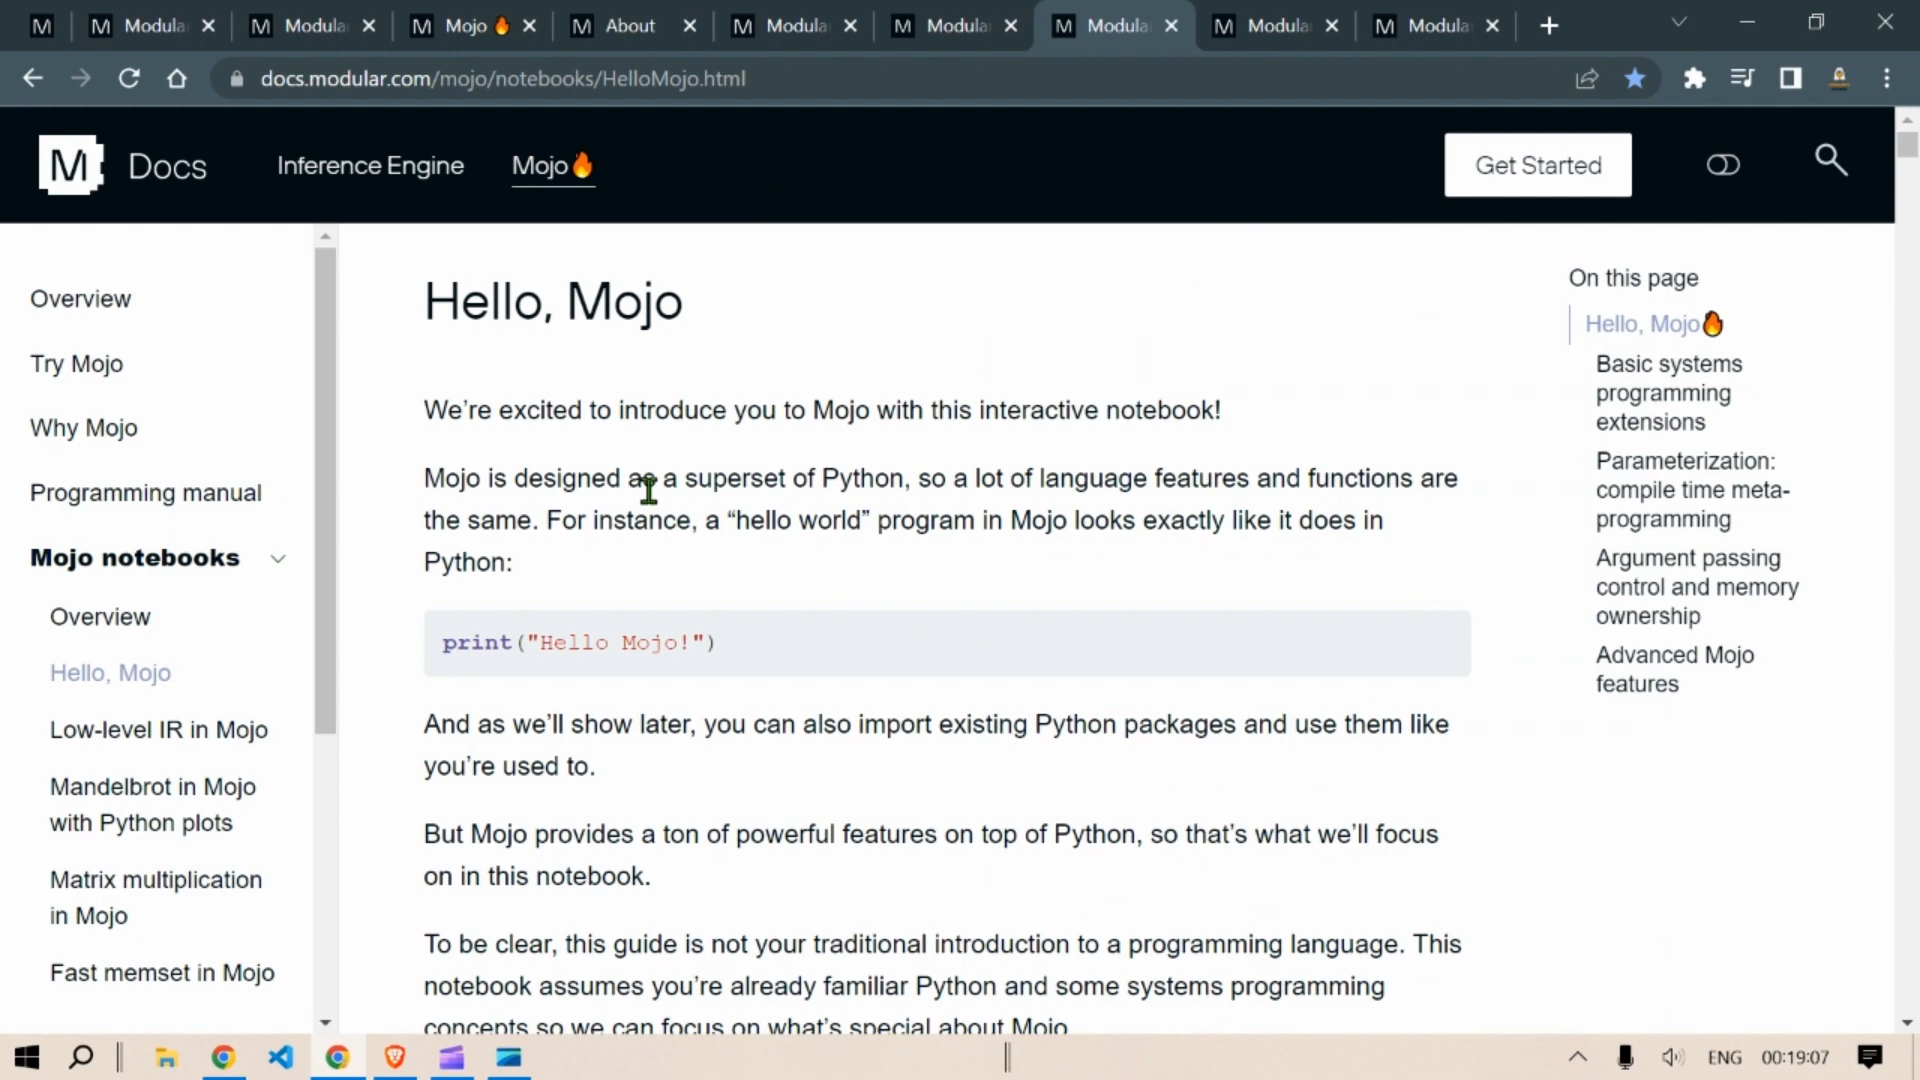 Modula
Modula
Mojo 🔥
About
Modula
Modula
Modula
Modula
Modula
docs.modular.com/mojo/notebooks/HelloMojo.html
M Docs
Inference Engine
Mojo🔥
Get Started
Overview
Try Mojo
Why Mojo
Programming manual
Mojo notebooks
Overview
Hello, Mojo
Low-level IR in Mojo
Mandelbrot in Mojo
with Python plots
Matrix multiplication
in Mojo
Fast memset in Mojo
Hello, Mojo
We’re excited to introduce you to Mojo with this interactive notebook!
Mojo is designed as a superset of Python, so a lot of language features and functions are
the same. For instance, a “hello world” program in Mojo looks exactly like it does in
Python:
print("Hello Mojo!")
And as we’ll show later, you can also import existing Python packages and use them like
you’re used to.
But Mojo provides a ton of powerful features on top of Python, so that’s what we’ll focus
on in this notebook.
To be clear, this guide is not your traditional introduction to a programming language. This
notebook assumes you’re already familiar Python and some systems programming
concepts so we can focus on what’s special about Mojo
On this page
Hello, Mojo🔥
Basic systems
programming
extensions
Parameterization:
compile time meta-
programming
Argument passing
control and memory
ownership
Advanced Mojo
features
ENG
00:19:07